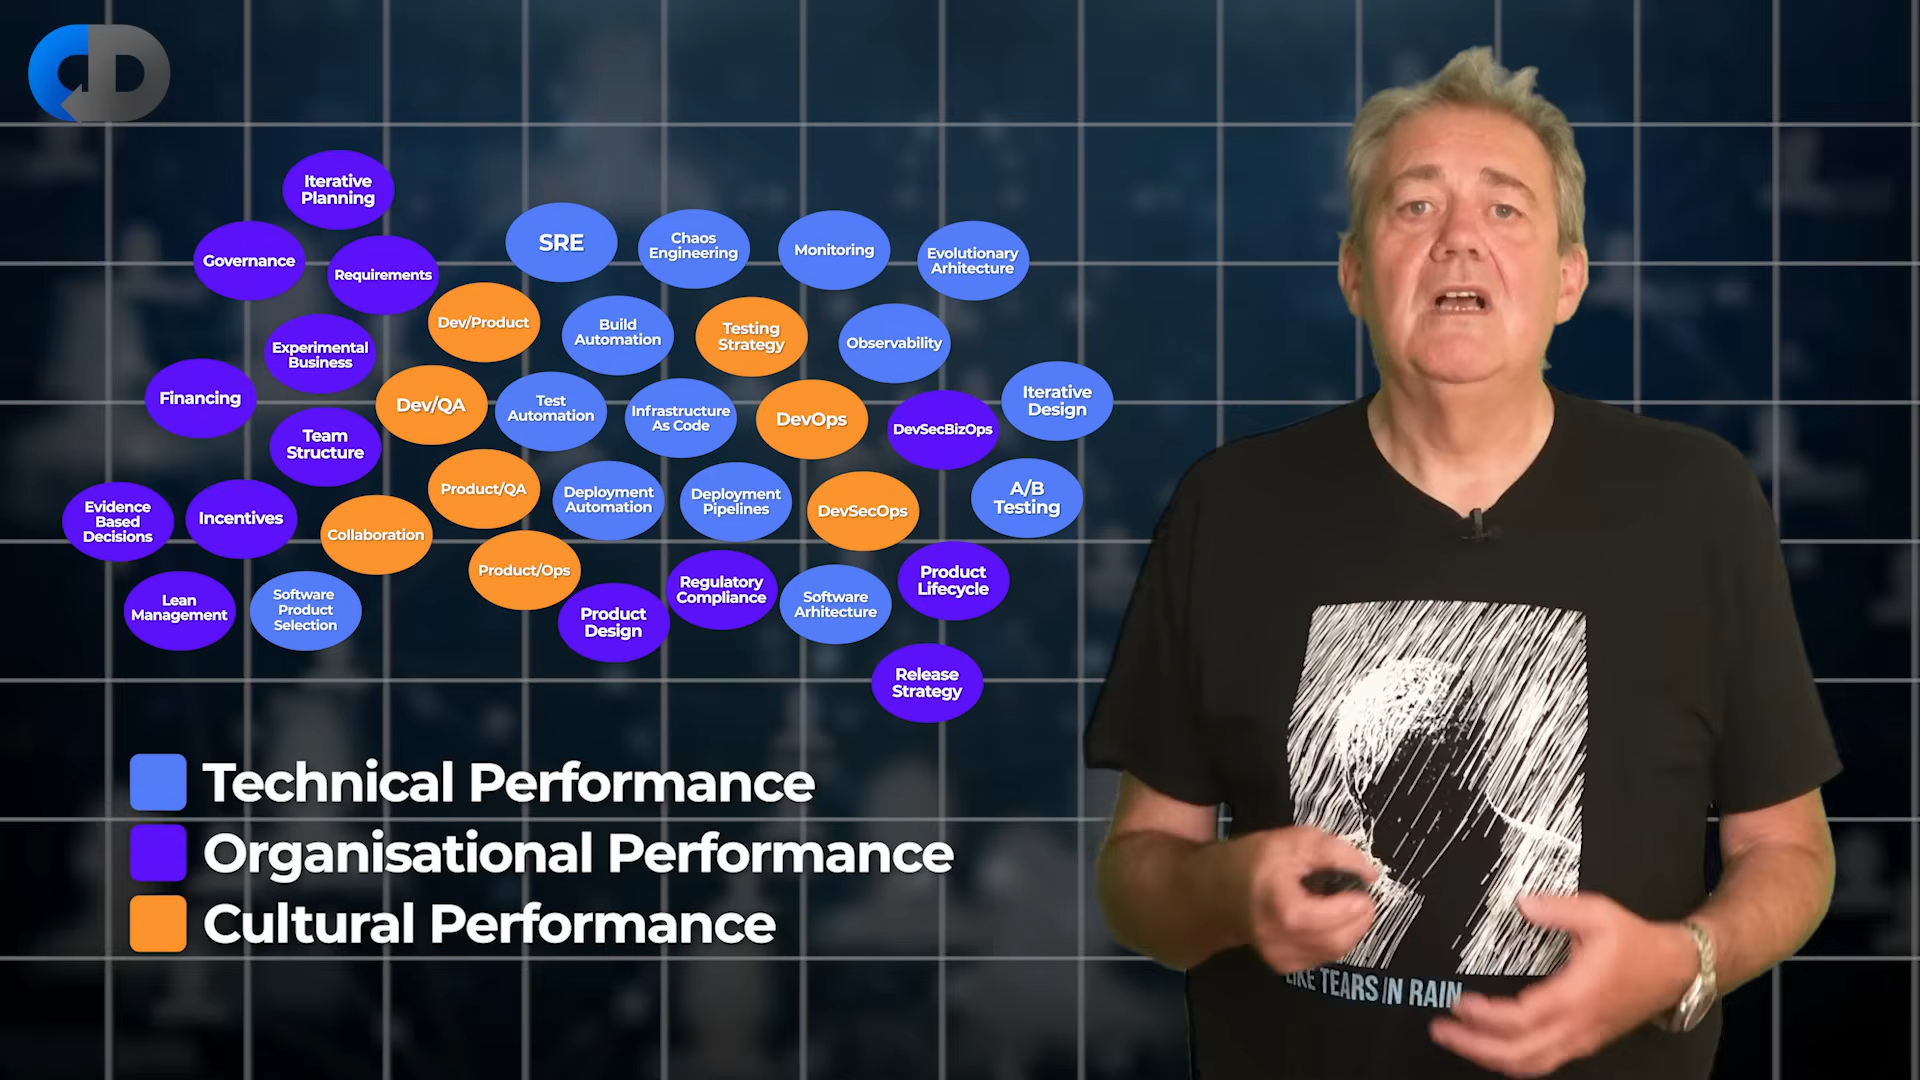 CD
Iterative
Planning
Governance
Requirements
SRE
Chaos
Engineering
Monitoring
Evolutionary
Arhitecture
Dev/Product
Build
Automation
Testing
Strategy
Observability
Experimental
Business
Financing
Dev/QA
Test
Automation
Infrastructure
As Code
DevOps
DevSecBizOps
Iterative
Design
Team
Structure
Product/QA
Deployment
Automation
Deployment
Pipelines
DevSecOps
A/B
Testing
Evidence
Based
Decisions
Incentives
Collaboration
Product/Ops
Regulatory
Compliance
Product
Lifecycle
Lean
Management
Software
Product
Selection
Product
Design
Software
Arhitecture
Release
Strategy
Technical Performance
Organisational Performance
Cultural Performance
LIKE TEARS IN RAIN